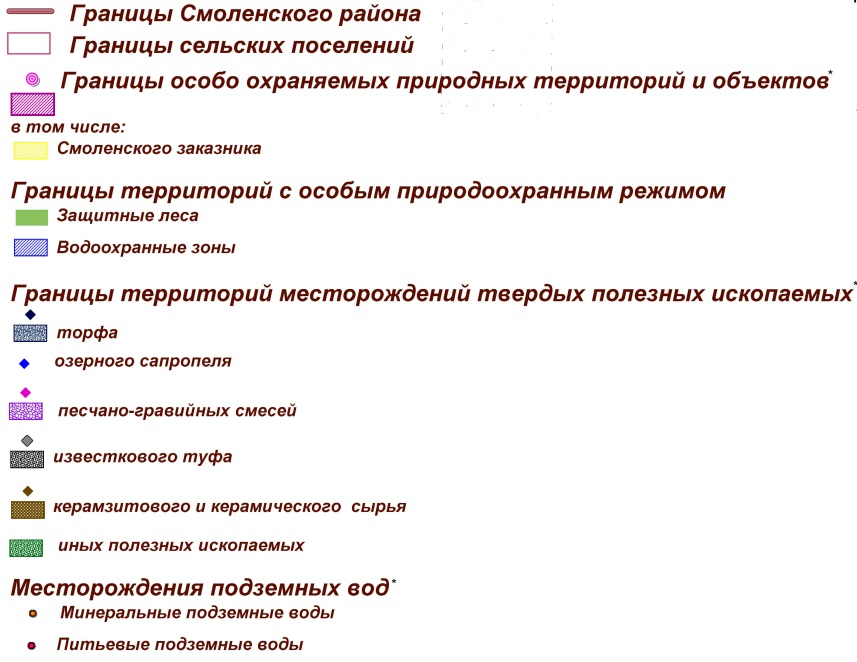 Границы Смоленского района
Границы сельских поселений
Границы особо охраняемых природных территорий и объектов*
в том числе:
Смоленского заказника
Границы территорий с особым природоохранным режимом
Защитные леса
Водоохранные зоны
Границы территорий месторождений твердых полезных ископаемых*
торфа
озерного сапропеля
песчано-гравийных смесей
известкового туфа
керамзитового и керамического сырья
иных полезных ископаемых
Месторождения подземных вод*
Минеральные подземные воды
Питьевые подземные воды